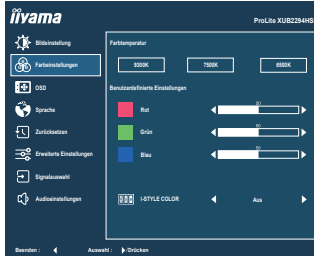 iiyama
ProLite XUB2294HS
Bildeinstellung
Farbeinstellungen
OSD
Sprache
Zurücksetzen
Erweiterte Einstellungen
Signalauswahl
Audioeinstellungen
Farbtemperatur
9300K 7500K 6500K
Benutzerdefinierte Einstellungen
50
Rot
50
Grün
50
Blau
I-STYLE COLOR Aus
Beenden : Auswahl : /Drücken